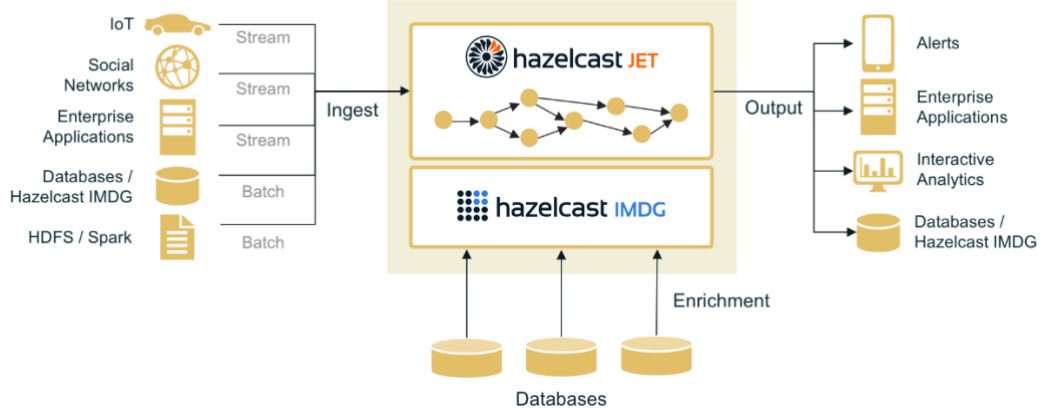 IoT
Stream
Social
Networks
Stream
Enterprise
Applications
Stream
Databases /
Hazelcast IMDG
Batch
HDFS / Spark
Batch
Ingest
hazelcast JET
hazelcast IMDG
Enrichment
Databases
Output
Alerts
Enterprise
Applications
Interactive
Analytics
Databases /
Hazelcast IMDG